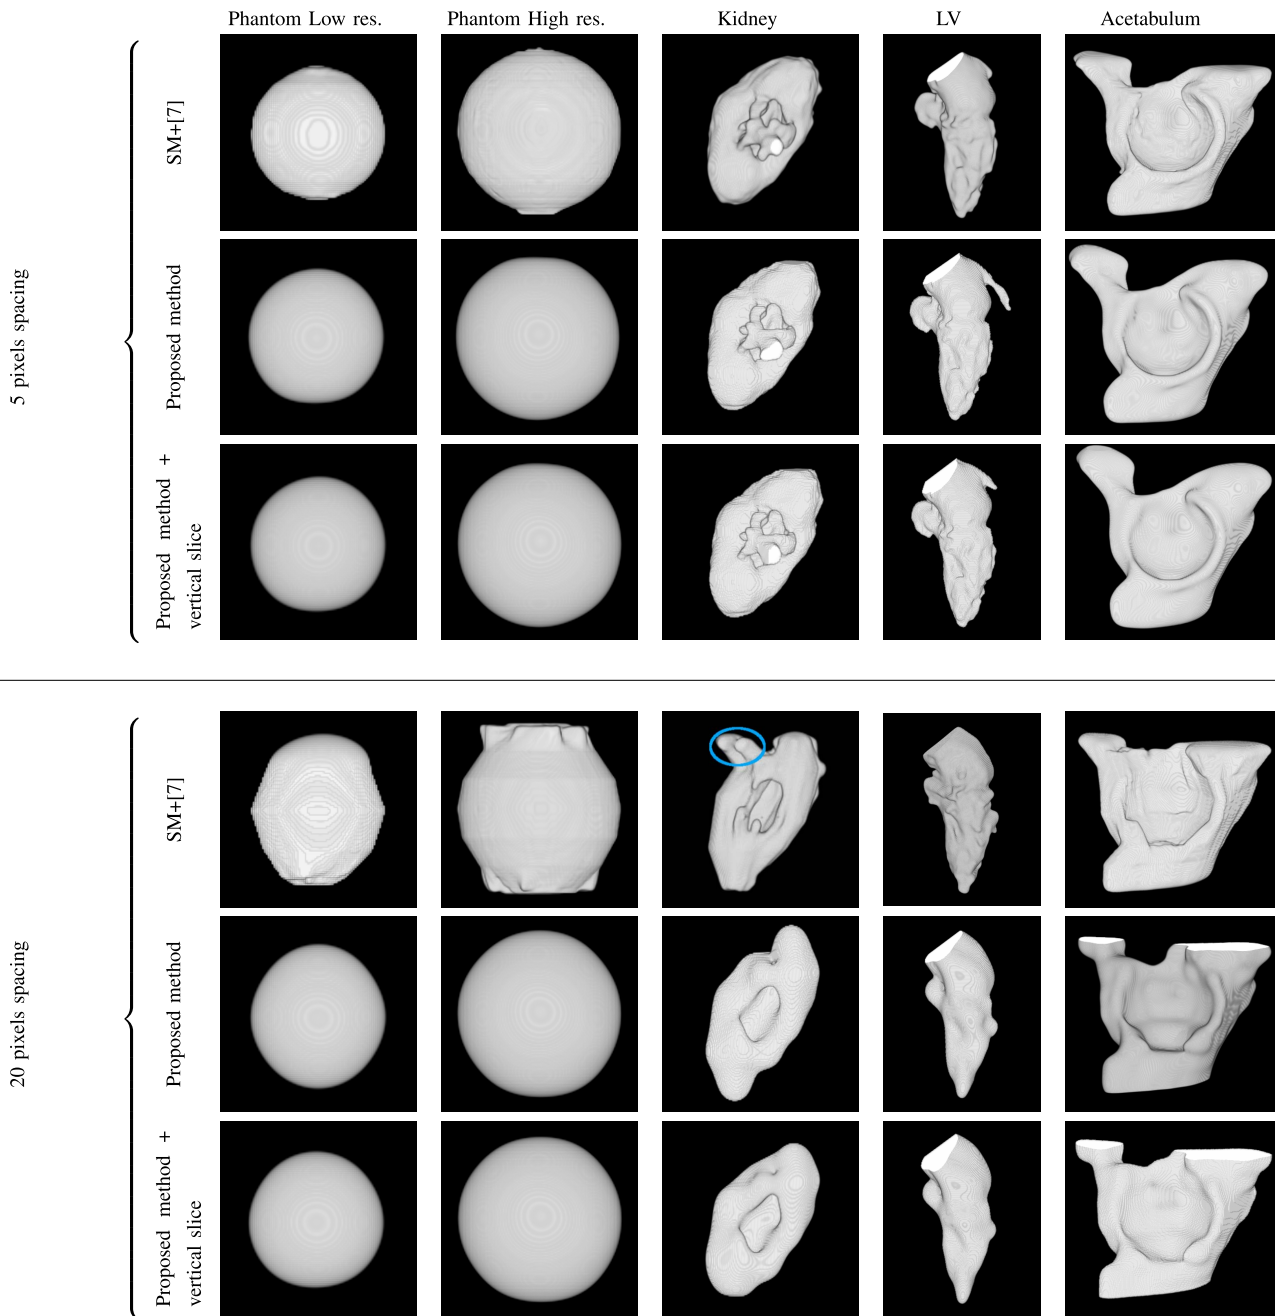 Phantom Low res.
Phantom High res.
Kidney
LV
Acetabulum
5 pixels spacing
SM+[7]
Proposed method
Proposed method +
vertical slice
20 pixels spacing
SM+[7]
Proposed method
Proposed method +
vertical slice